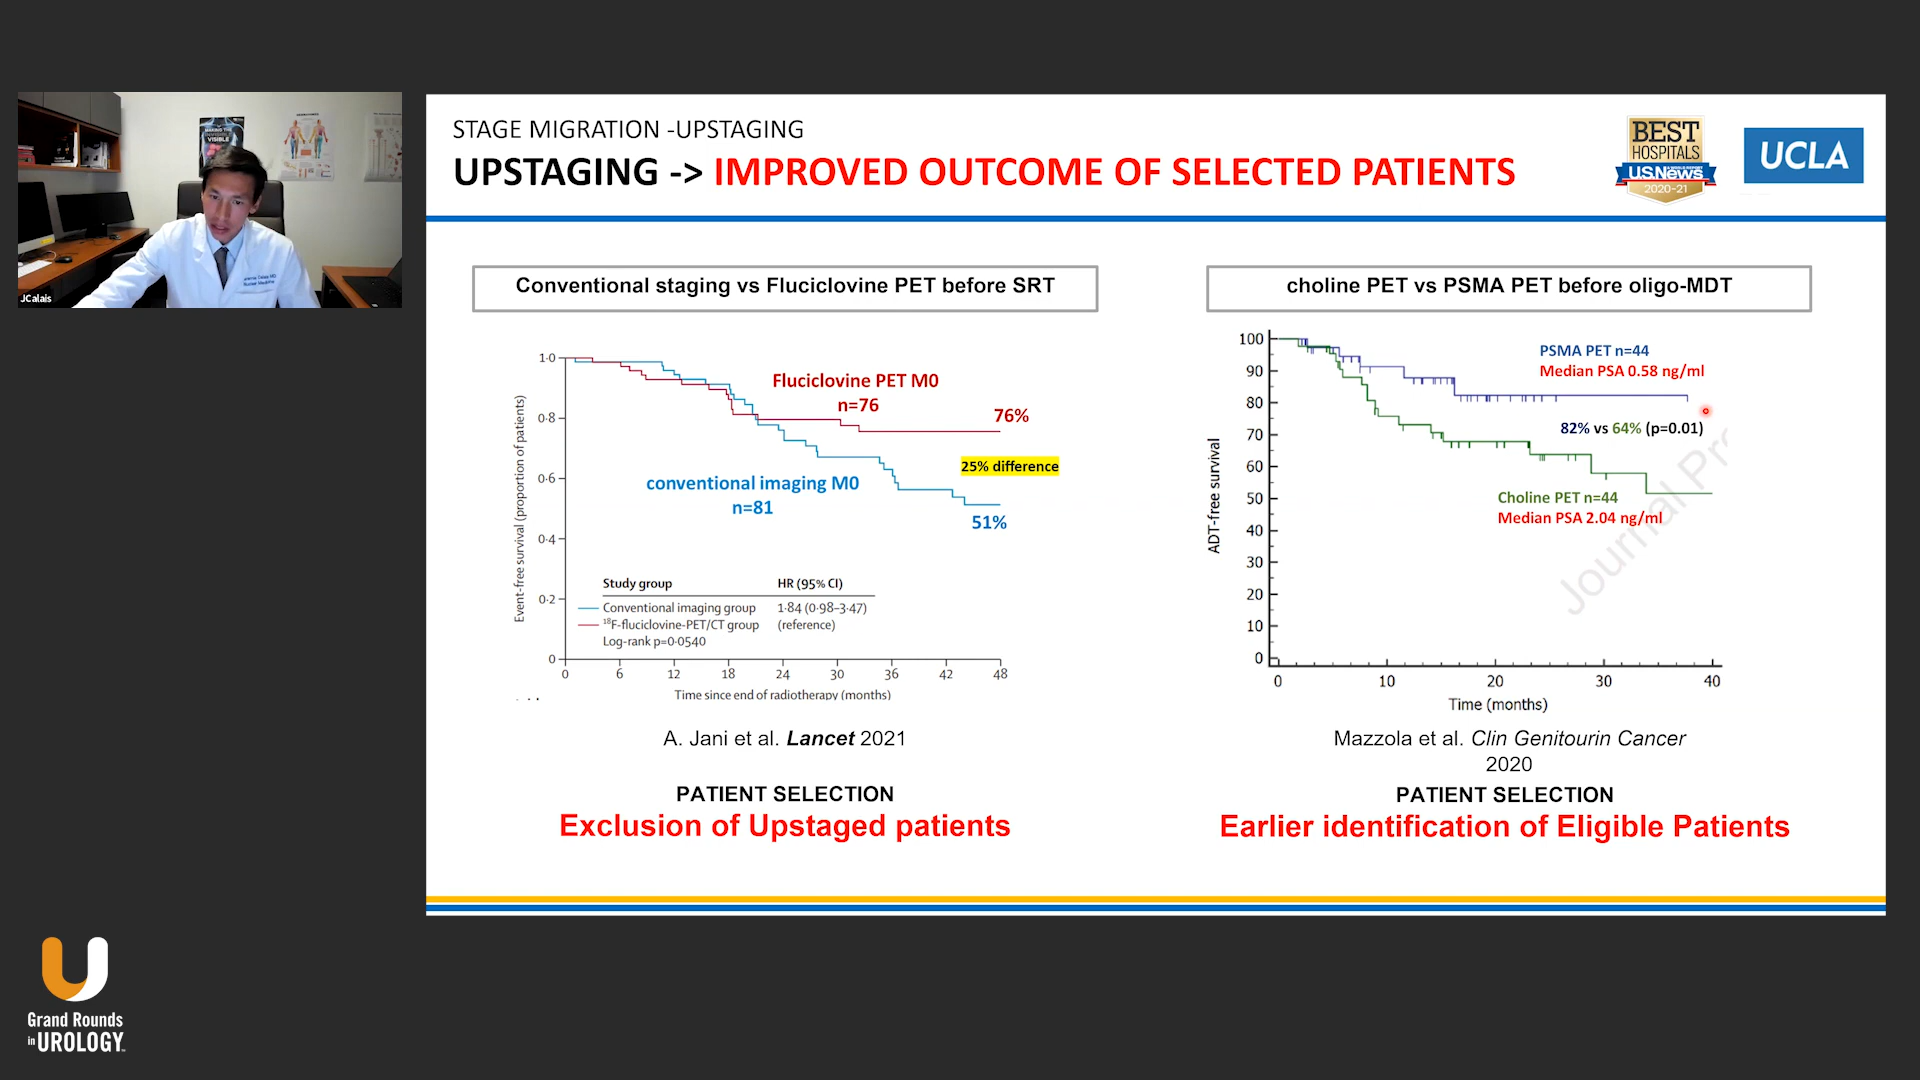 STAGE MIGRATION -UPSTAGING
UPSTAGING -> IMPROVED OUTCOME OF SELECTED PATIENTS
BEST
HOSPITALS
U.S.News
2020-21
UCLA
MAKING THE
INVISIBLE
VISIBLE
JCalais
Conventional staging vs Fluciclovine PET before SRT
Event-free survival (proportion of patients)
1·0
0·8
0·6
0·4
0·2
0
Fluciclovine PET M0
n=76
76%
25% difference
conventional imaging M0
n=81
51%
Study group HR (95% CI)
Conventional imaging group 1·84 (0·98–3·47)
¹⁸F-fluciclovine-PET/CT group (reference)
Log-rank p=0·0540
0 6 12 18 24 30 36 42 48
Time since end of radiotherapy (months)
A. Jani et al. Lancet 2021
PATIENT SELECTION
Exclusion of Upstaged patients
choline PET vs PSMA PET before oligo-MDT
ADT-free survival
100
90
80
70
60
50
40
30
20
10
0
PSMA PET n=44
Median PSA 0.58 ng/ml
82% vs 64% (p=0.01)
Choline PET n=44
Median PSA 2.04 ng/ml
Journal Pr
0 10 20 30 40
Time (months)
Mazzola et al. Clin Genitourin Cancer
2020
PATIENT SELECTION
Earlier identification of Eligible Patients
Grand Rounds
in UROLOGY